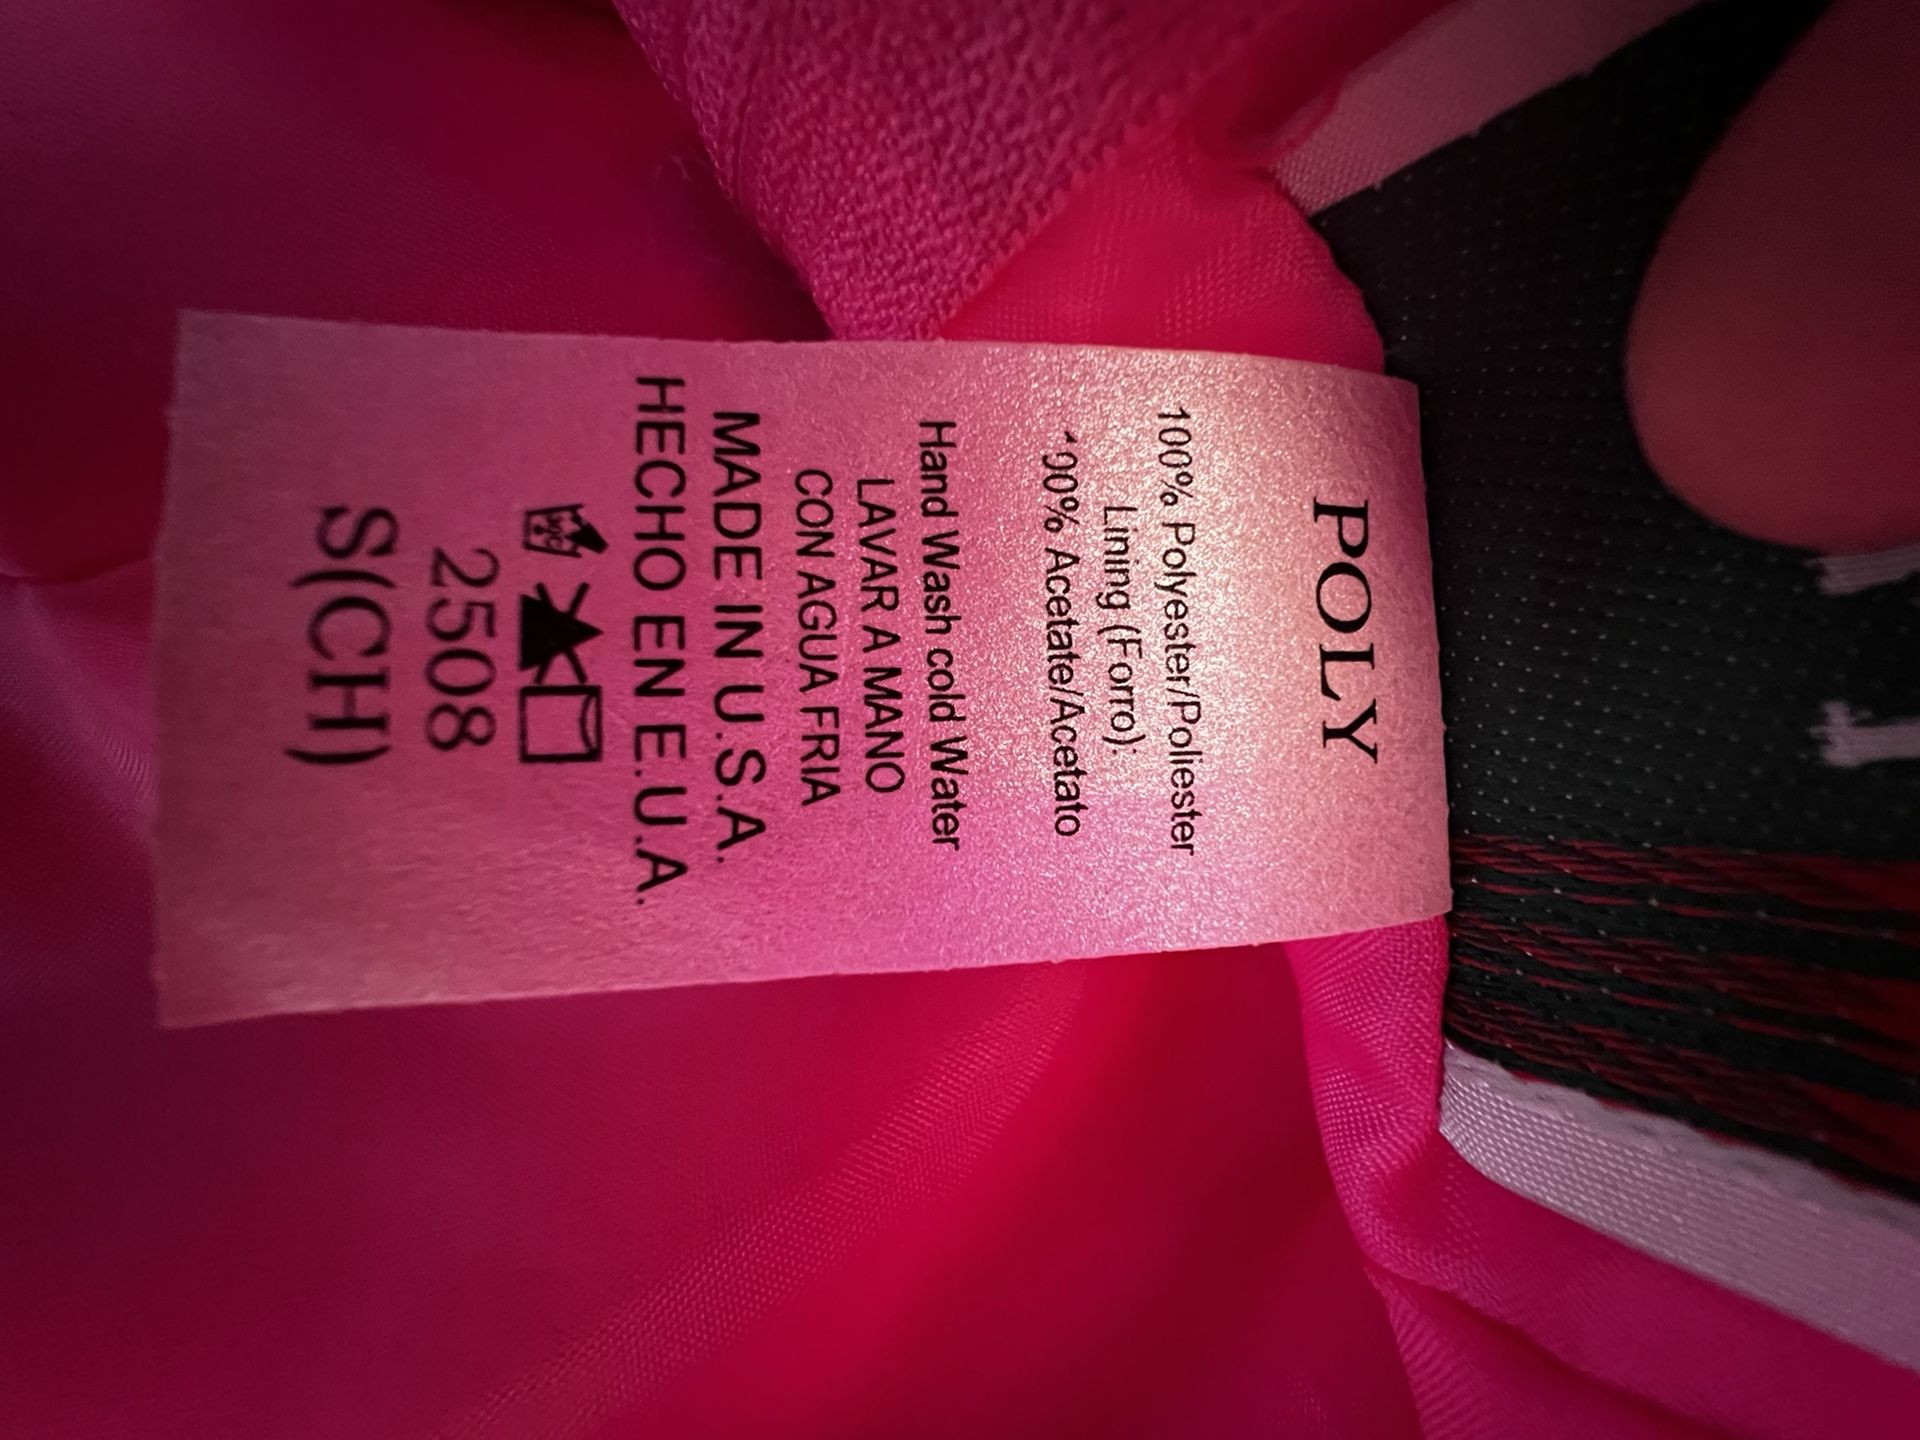 POLY
100% Polyester/Poliester
Lining (Forro):
100% Acetate/Acetato
Hand Wash cold Water
LAVAR A MANO
CON AGUA FRIA
MADE IN U.S.A.
HECHO EN E.U.A.
2508
S(CH)